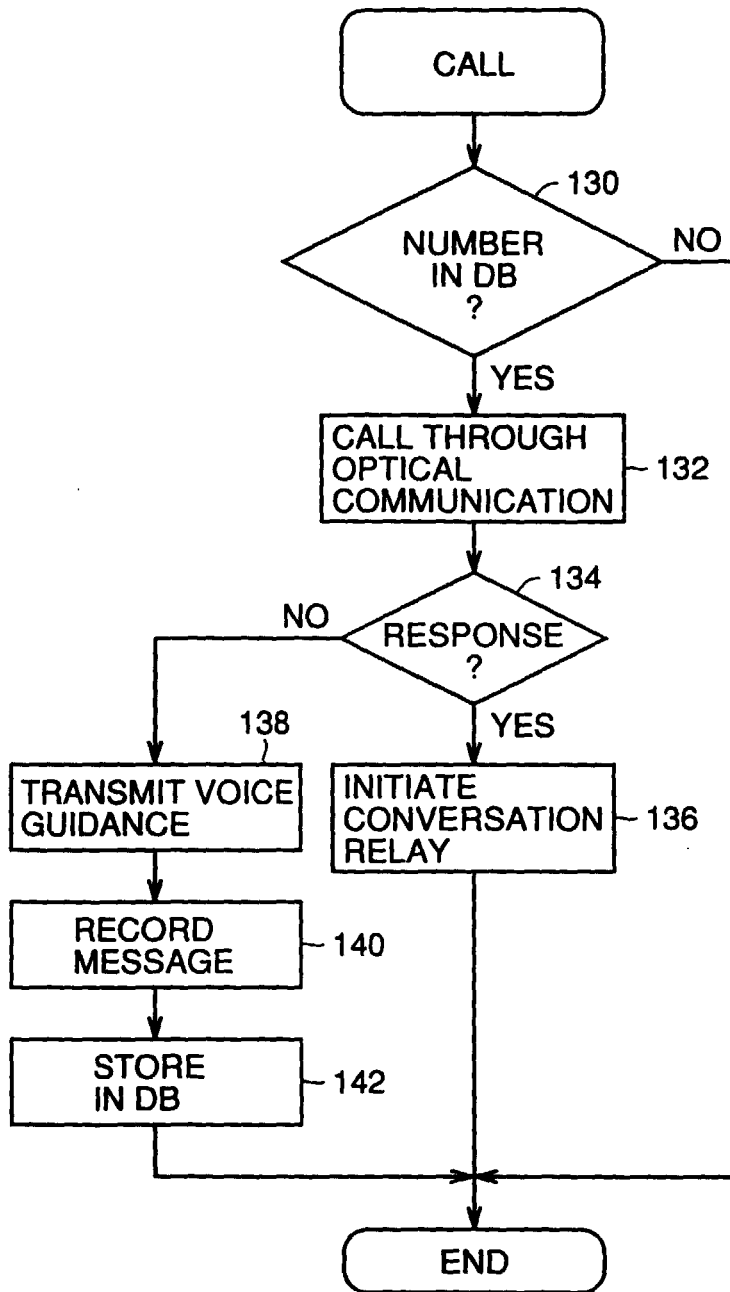 CALL
130
NUMBER
IN DB
?
NO
YES
CALL THROUGH
OPTICAL
COMMUNICATION
132
134
NO
RESPONSE
?
YES
138
TRANSMIT VOICE
GUIDANCE
INITIATE
CONVERSATION
RELAY
136
RECORD
MESSAGE
140
STORE
IN DB
142
END